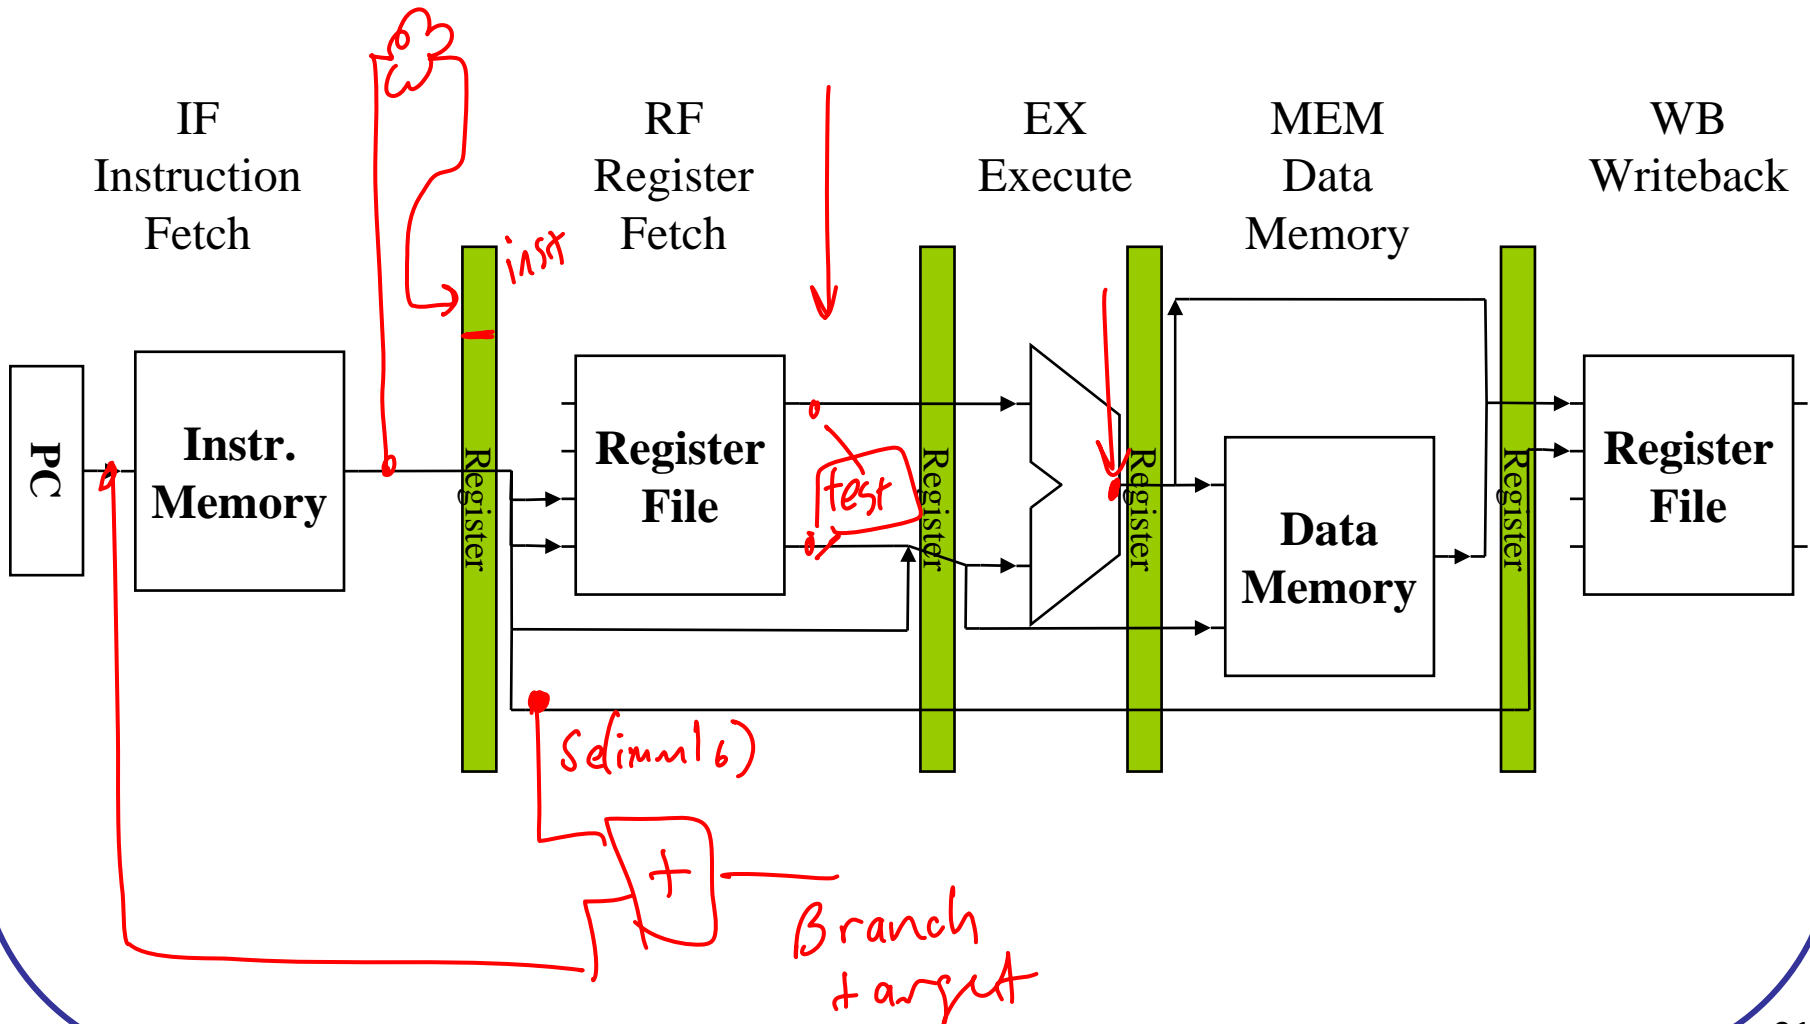 IF
Instruction
Fetch
RF
Register
Fetch
EX
Execute
MEM
Data
Memory
WB
Writeback
inst
PC
Instr.
Memory
Register
Register
File
test
Register
Register
Data
Memory
Register
Register
File
Se(imm16)
+
Branch
target